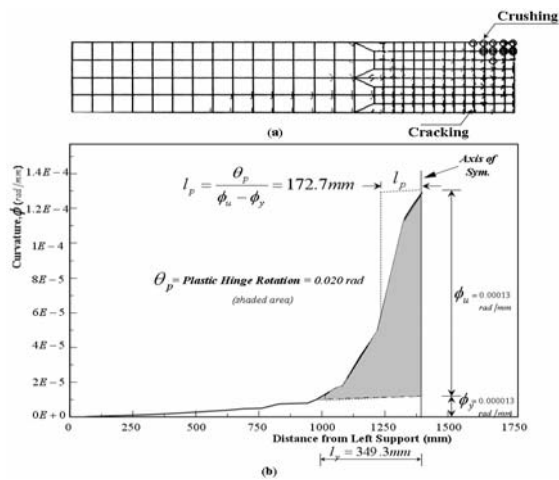 Crushing
Cracking
(a)
Curvature, ϕ (rad/mm)
1.4E-4
1.2E-4
1E-4
8E-5
6E-5
4E-5
2E-5
0E+0
l_p = θ_p / (ϕ_u - ϕ_y) = 172.7mm
l_p
Axis of
Sym.
θ_p = Plastic Hinge Rotation = 0.020 rad
(shaded area)
ϕ_u = 0.00013
rad/mm
ϕ_y = 0.000013
rad/mm
0 250 500 750 1000 1250 1500 1750
Distance from Left Support (mm)
= 349.3mm
(b)